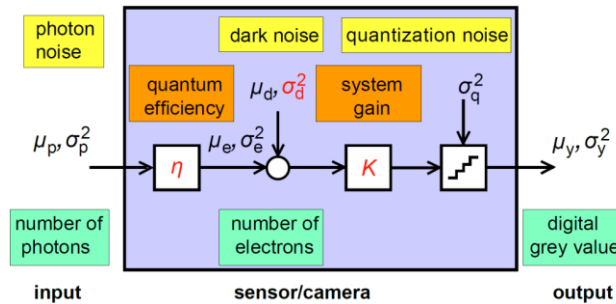 photon
noise
dark noise
quantization noise
quantum
efficiency
μd, σd²
system
gain
σq²
μp, σp²
η
μe, σe²
K
μy, σy²
number of
photons
number of
electrons
digital
grey value
input
sensor/camera
output